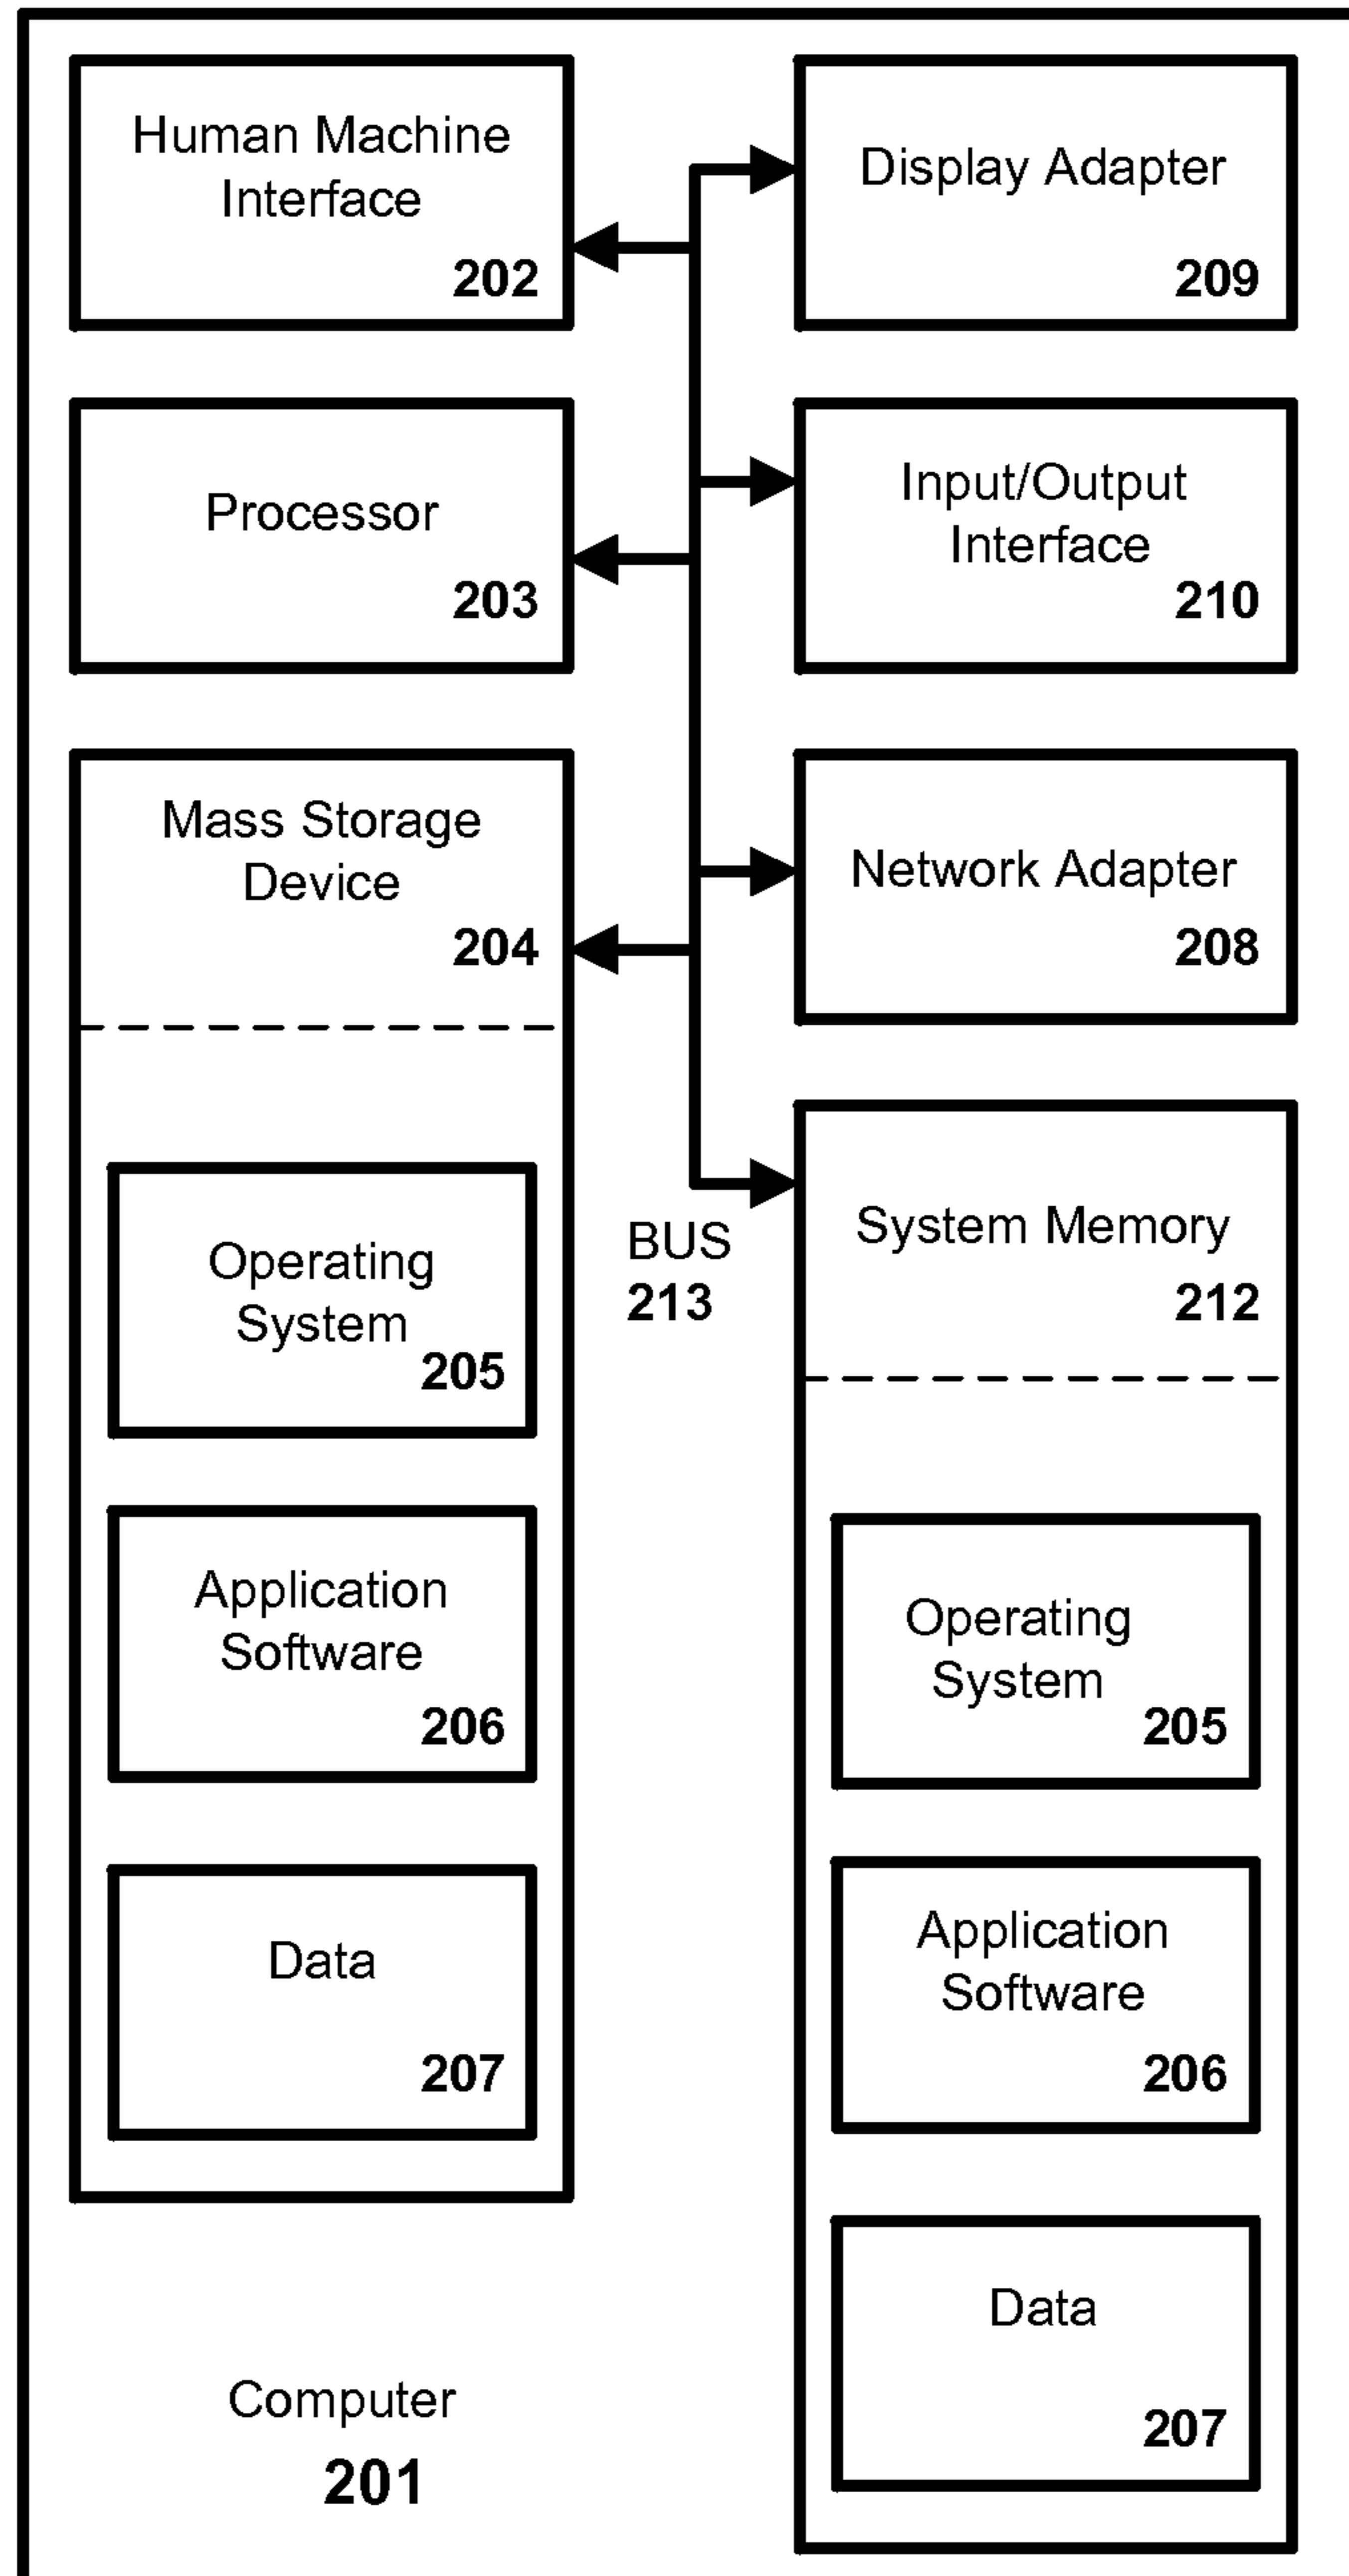 Human Machine
Interface
202
Processor
203
Mass Storage
Device
204
Operating
System
205
Application
Software
206
Data
207
Computer
201
BUS
213
Display Adapter
209
Input/Output
Interface
210
Network Adapter
208
System Memory
212
Operating
System
205
Application
Software
206
Data
207